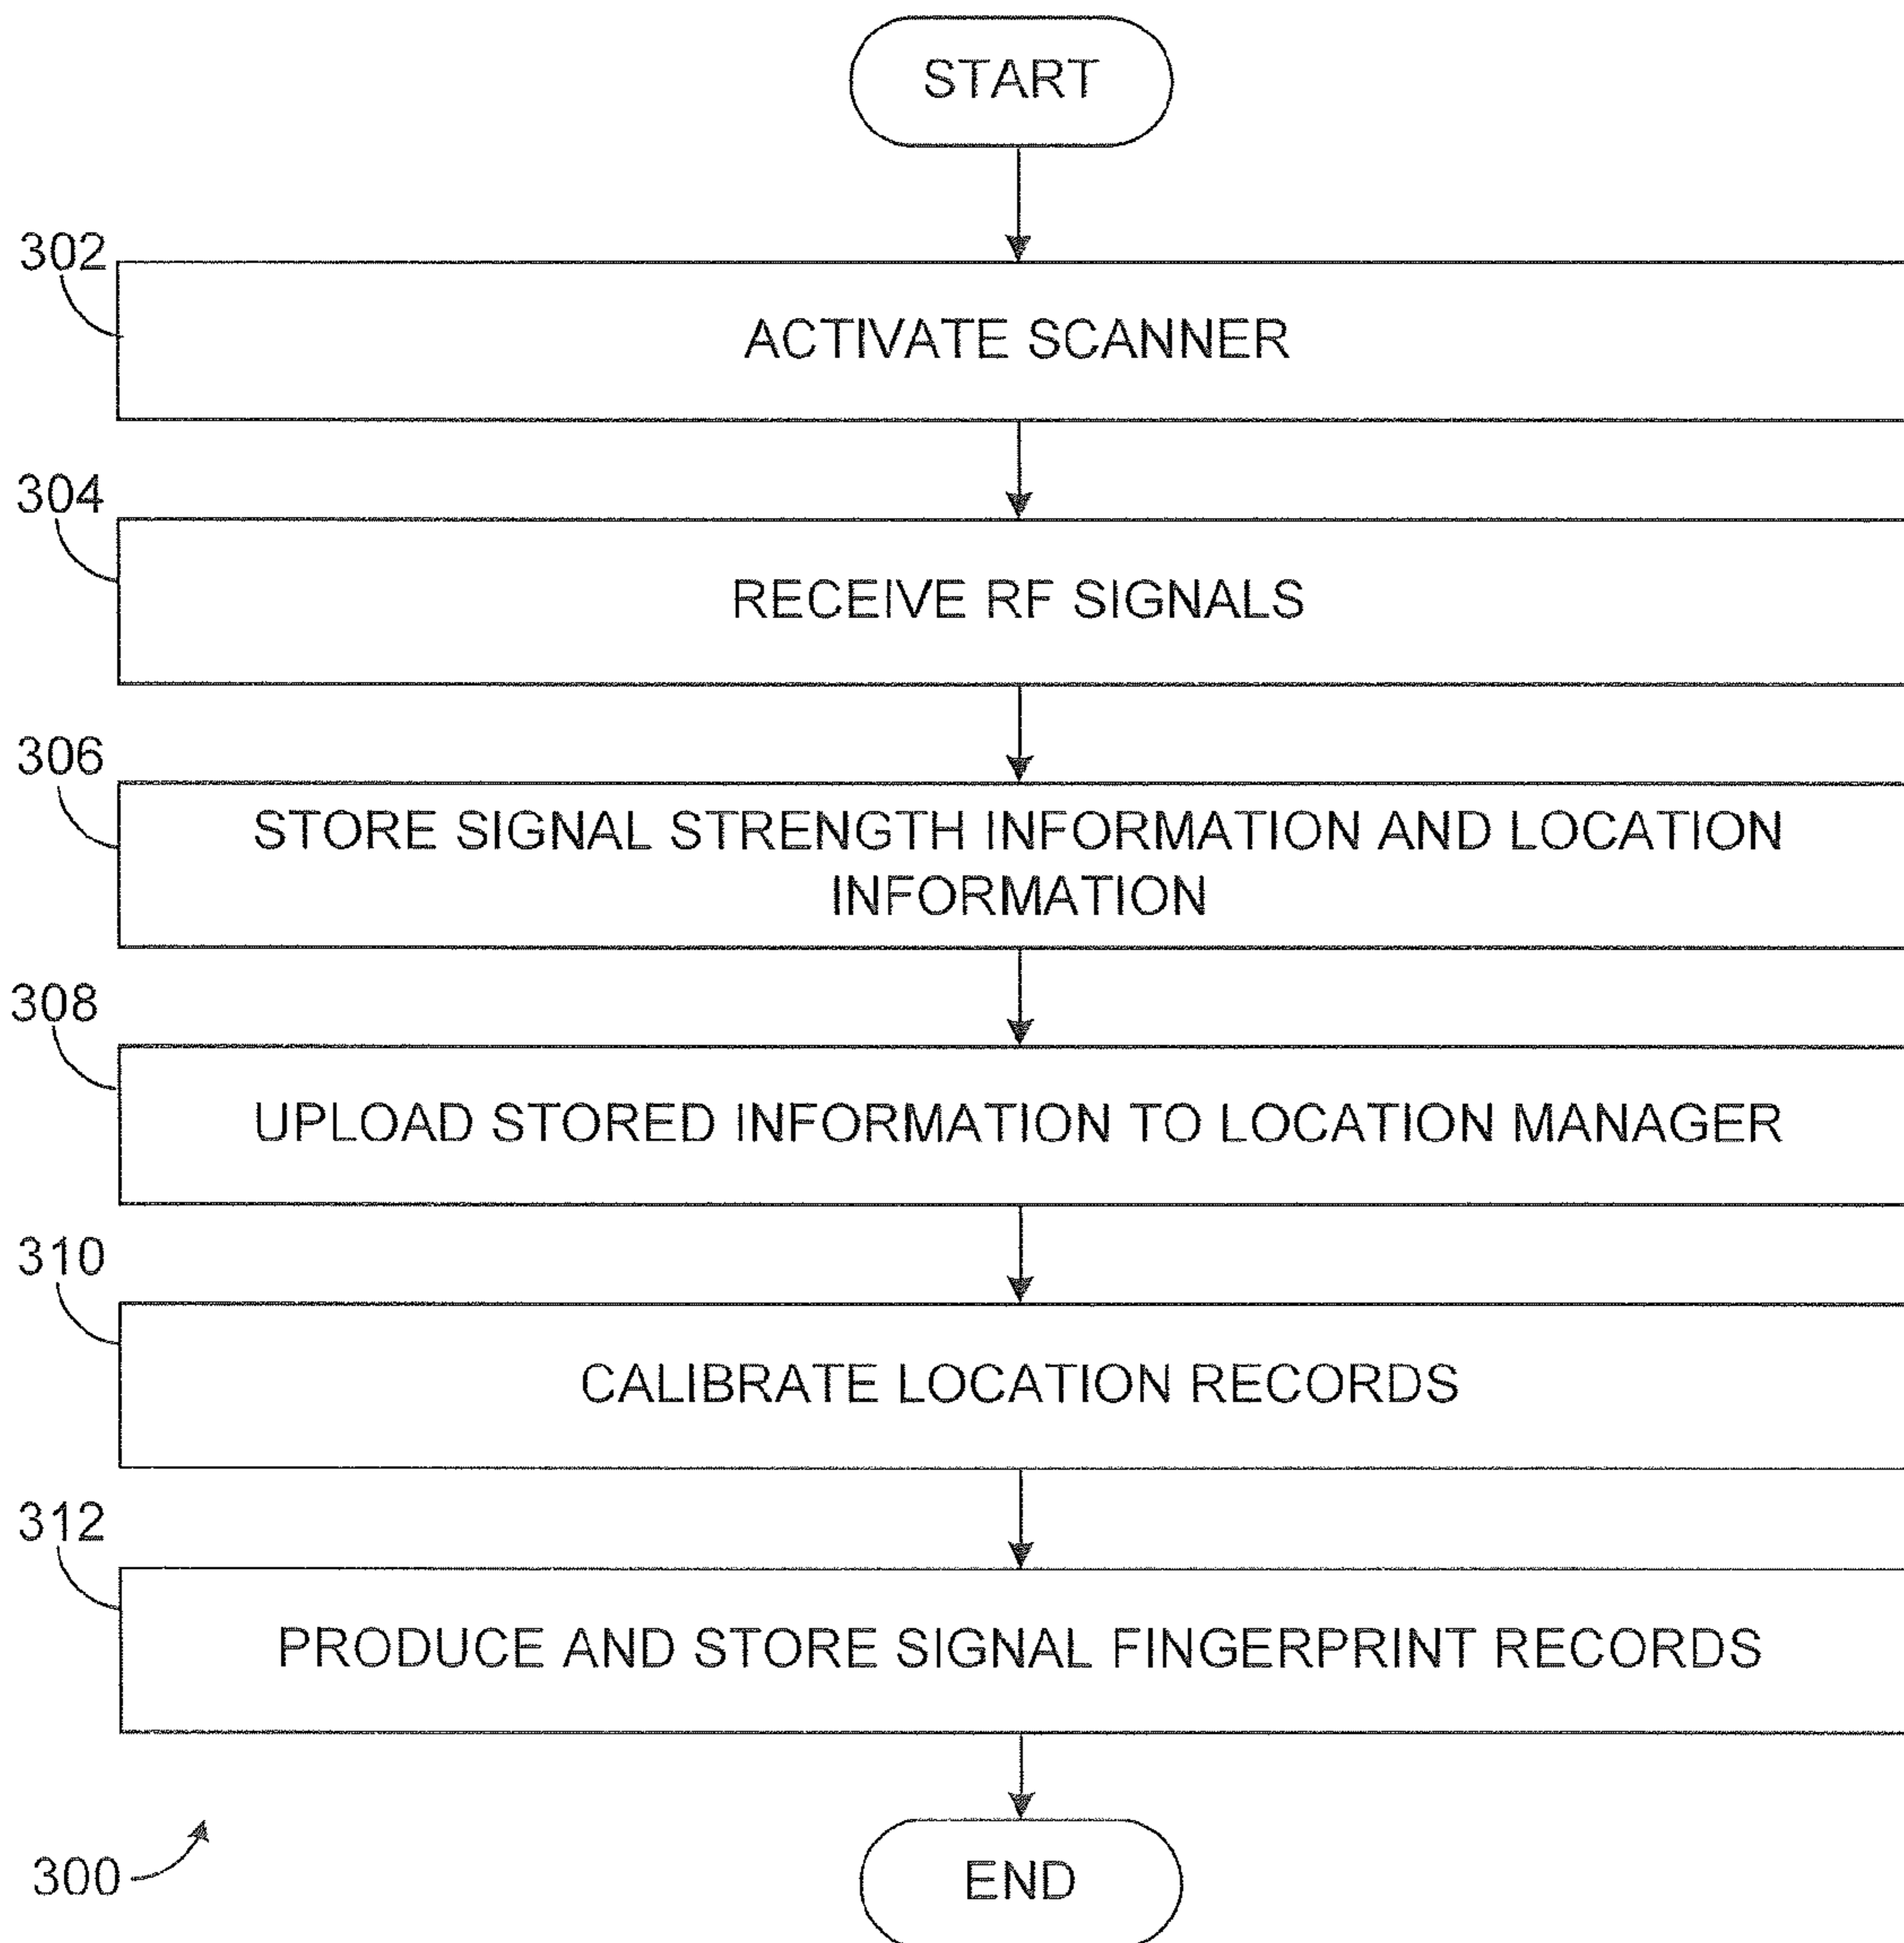 START
302
ACTIVATE SCANNER
304
RECEIVE RF SIGNALS
306
STORE SIGNAL STRENGTH INFORMATION AND LOCATION
INFORMATION
308
UPLOAD STORED INFORMATION TO LOCATION MANAGER
310
CALIBRATE LOCATION RECORDS
312
PRODUCE AND STORE SIGNAL FINGERPRINT RECORDS
300
END